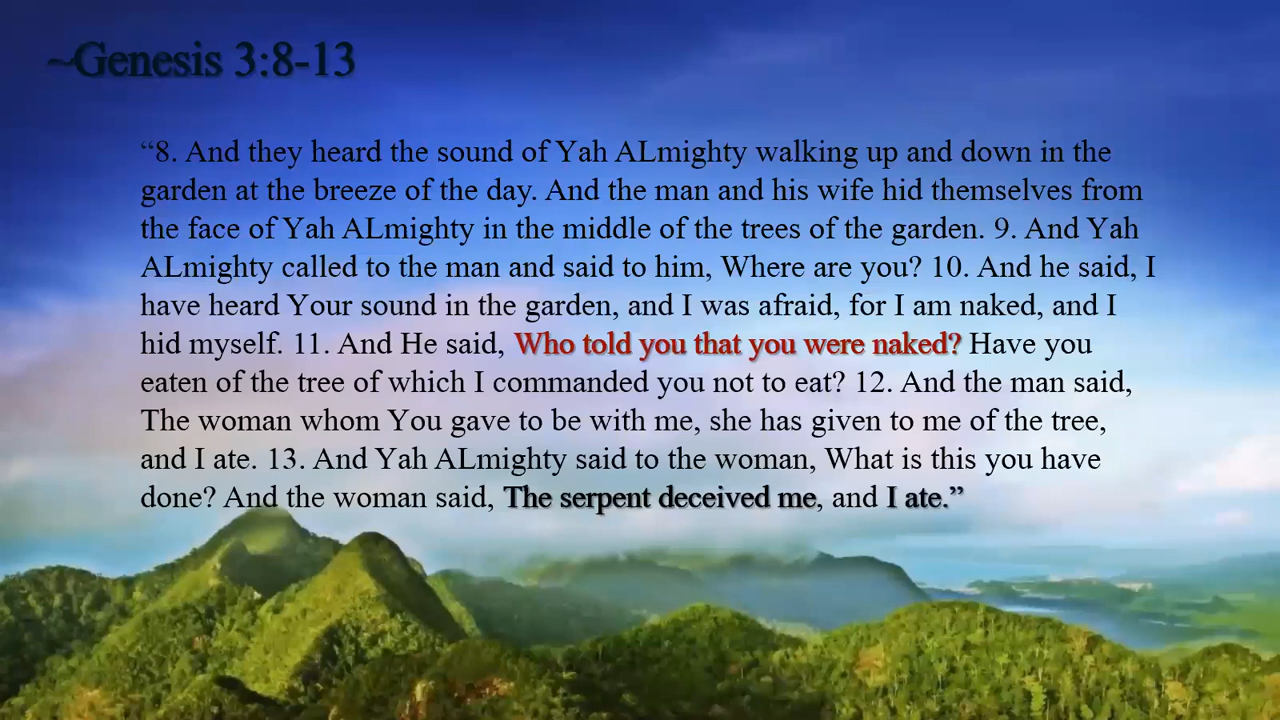 ~Genesis 3:8-13
“8. And they heard the sound of Yah ALmighty walking up and down in the
garden at the breeze of the day. And the man and his wife hid themselves from
the face of Yah ALmighty in the middle of the trees of the garden. 9. And Yah
ALmighty called to the man and said to him, Where are you? 10. And he said, I
have heard Your sound in the garden, and I was afraid, for I am naked, and I
hid myself. 11. And He said, Who told you that you were naked? Have you
eaten of the tree of which I commanded you not to eat? 12. And the man said,
The woman whom You gave to be with me, she has given to me of the tree,
and I ate. 13. And Yah ALmighty said to the woman, What is this you have
done? And the woman said, The serpent deceived me, and I ate.”